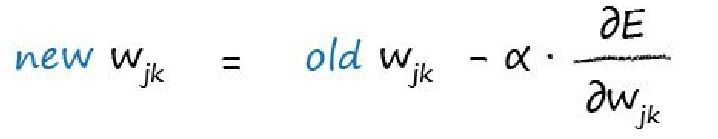 new w_jk = old w_jk - α · ∂E / ∂w_jk